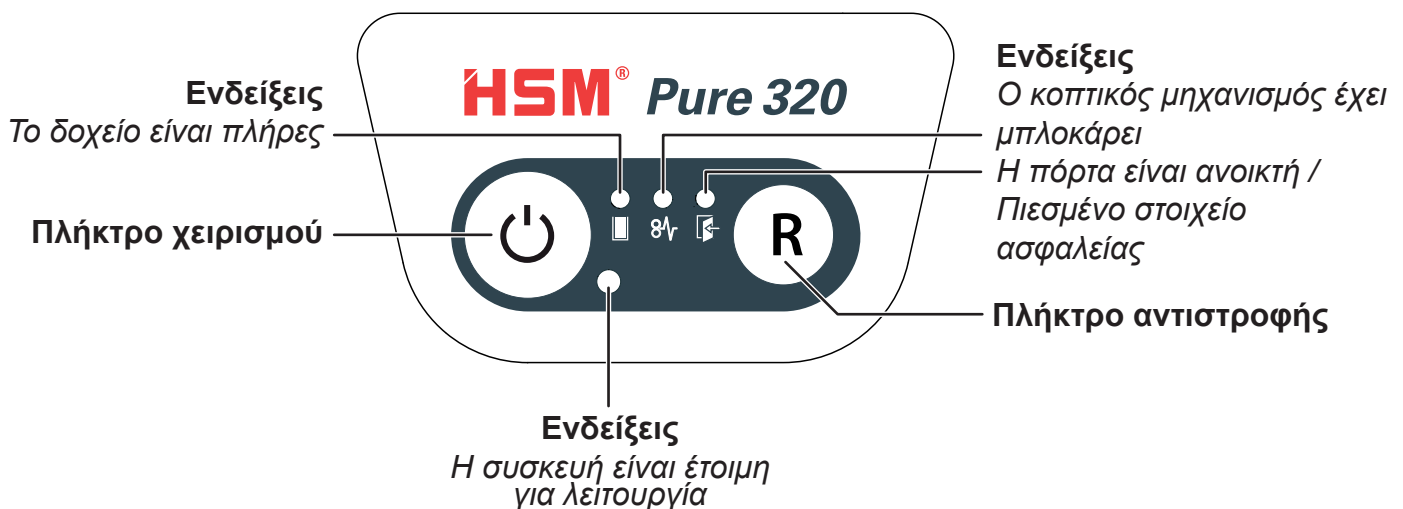 HSM® Pure 320
Ενδείξεις
Το δοχείο είναι πλήρες
Πλήκτρο χειρισμού
Ενδείξεις
Ο κοπτικός μηχανισμός έχει
μπλοκάρει
Η πόρτα είναι ανοικτή /
Πιεσμένο στοιχείο
ασφαλείας
R
Πλήκτρο αντιστροφής
Ενδείξεις
Η συσκευή είναι έτοιμη
για λειτουργία